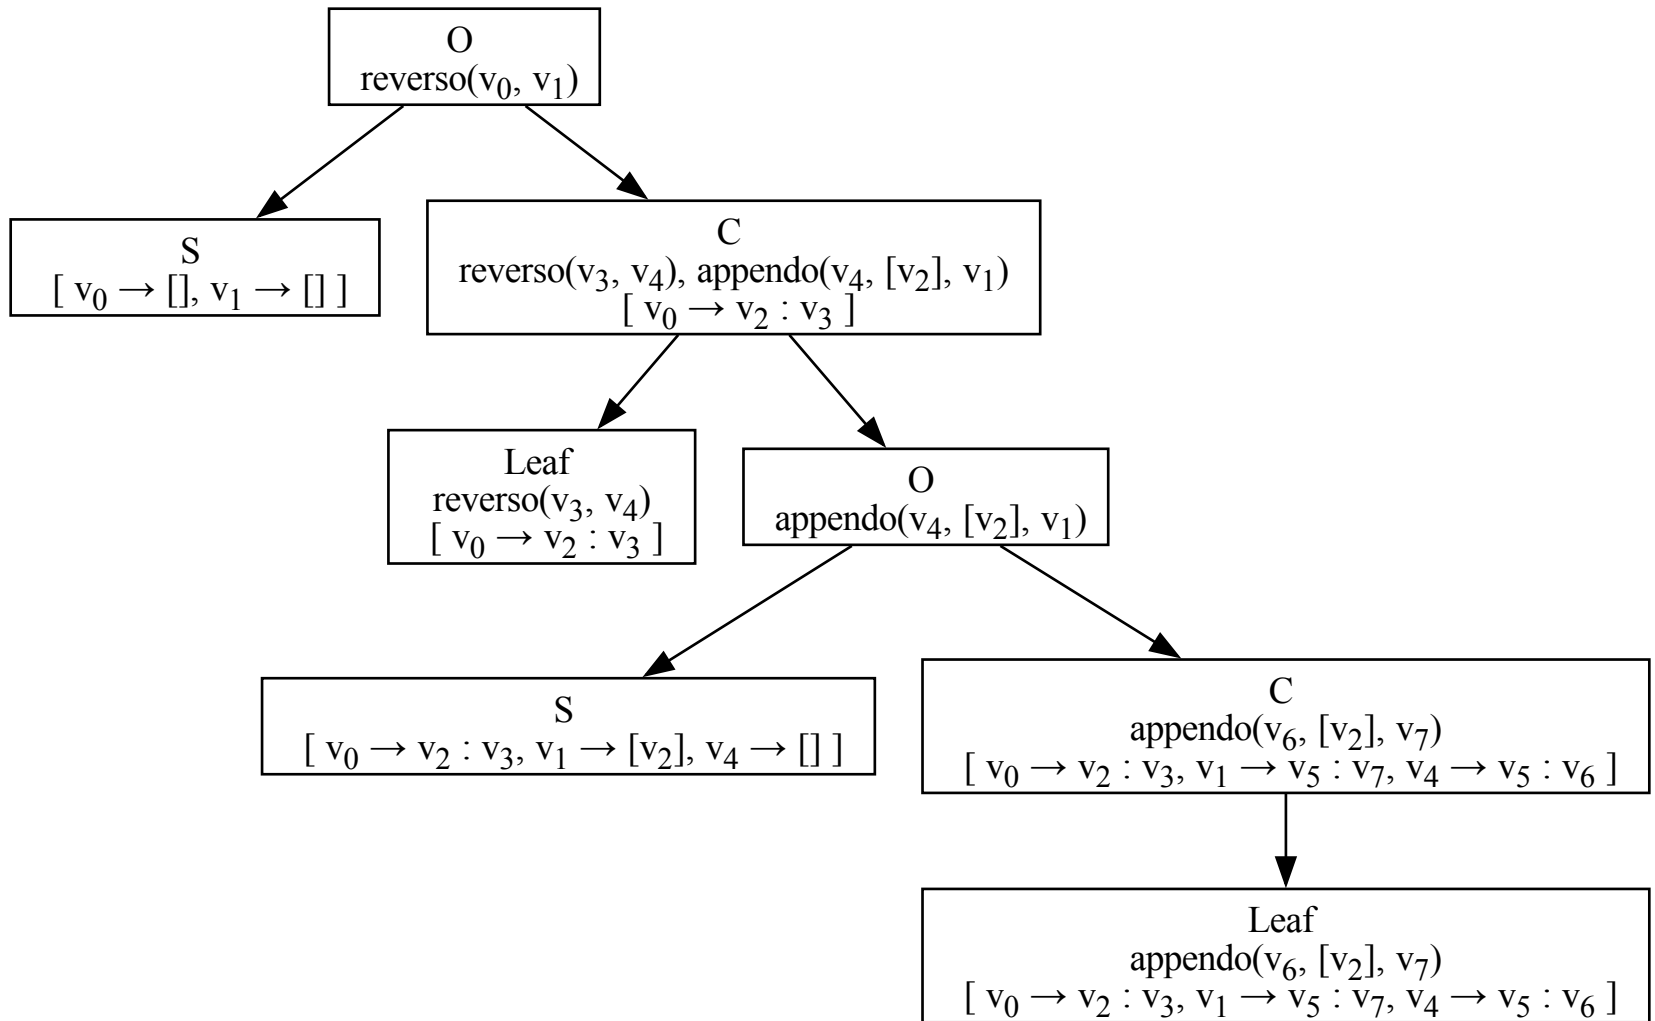 O
reverso(v₀, v₁)
S
[ v₀ → [], v₁ → [] ]
C
reverso(v₃, v₄), appendo(v₄, [v₂], v₁)
[ v₀ → v₂ : v₃ ]
Leaf
reverso(v₃, v₄)
[ v₀ → v₂ : v₃ ]
O
appendo(v₄, [v₂], v₁)
S
[ v₀ → v₂ : v₃, v₁ → [v₂], v₄ → [] ]
C
appendo(v₆, [v₂], v₇)
[ v₀ → v₂ : v₃, v₁ → v₅ : v₇, v₄ → v₅ : v₆ ]
Leaf
appendo(v₆, [v₂], v₇)
[ v₀ → v₂ : v₃, v₁ → v₅ : v₇, v₄ → v₅ : v₆ ]